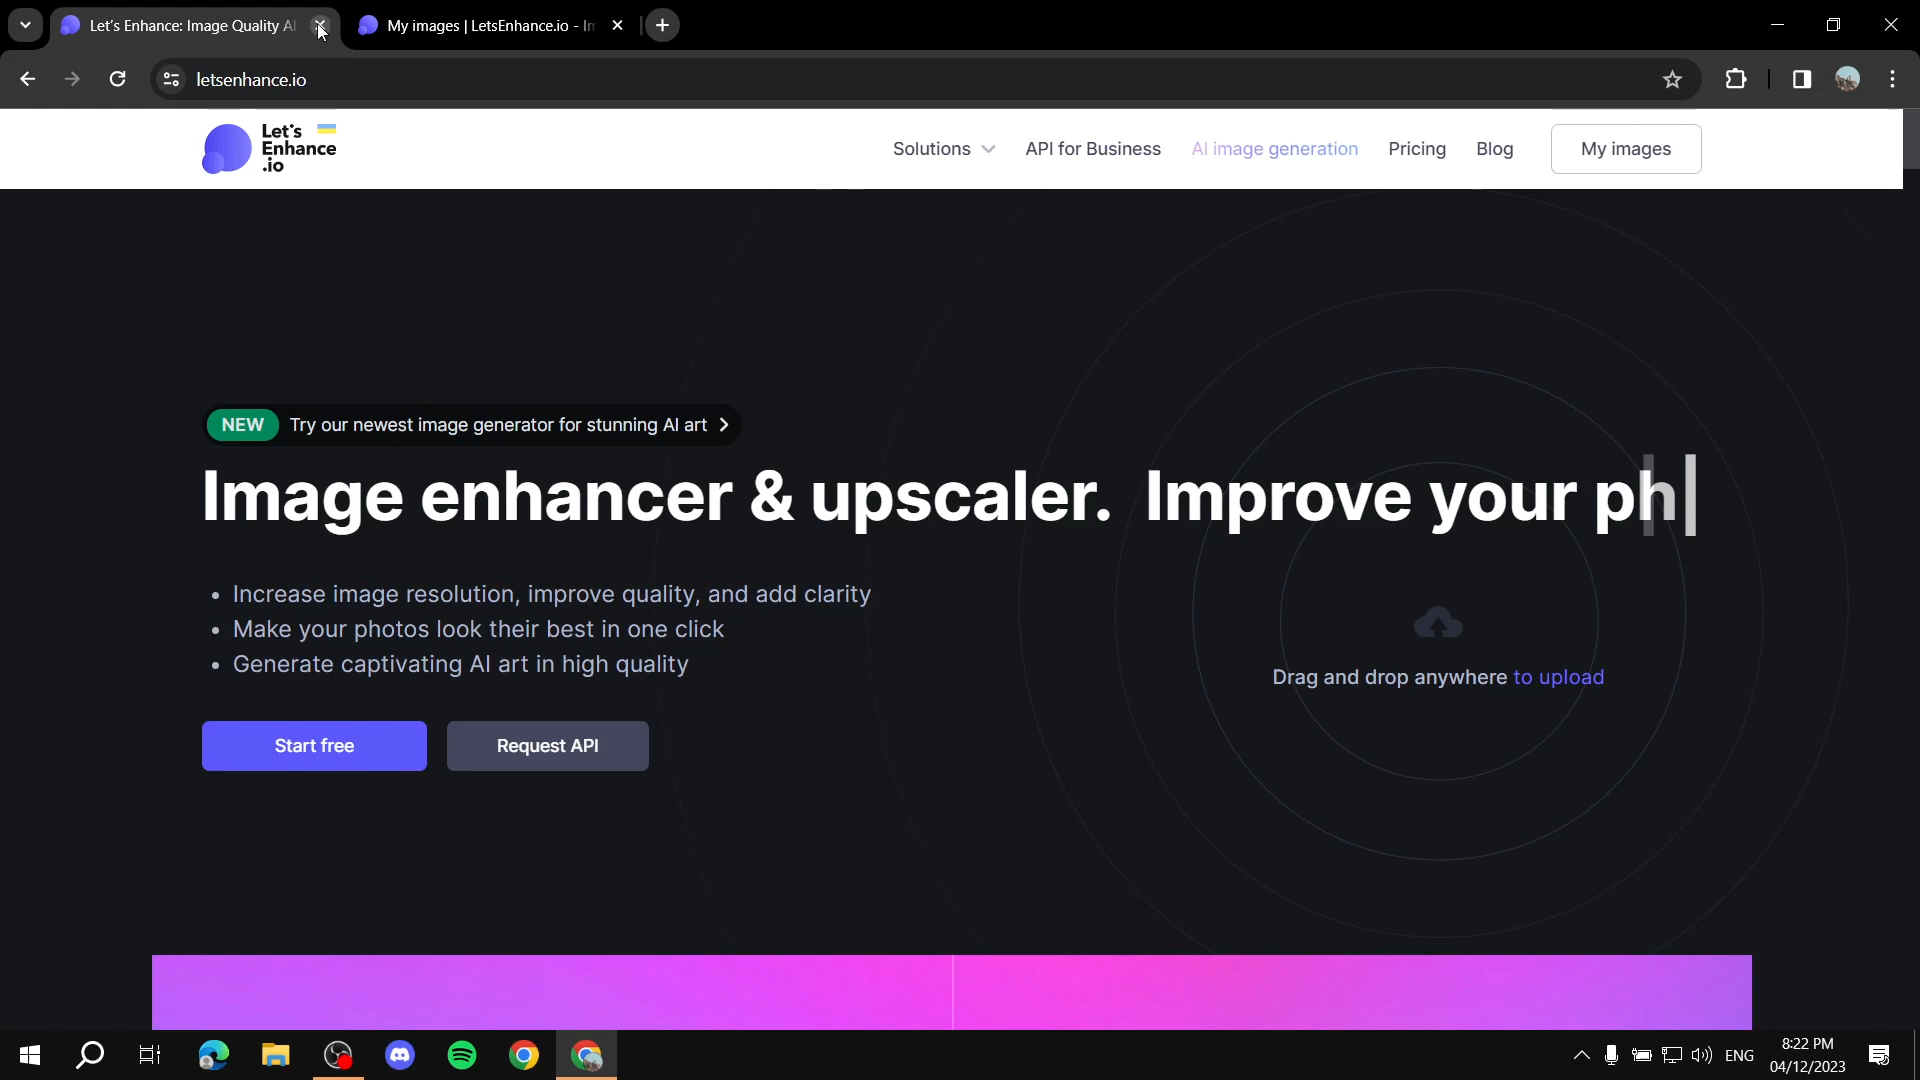 Let's Enhance: Image Quality AI
My images | LetsEnhance.io - In
letsenhance.io
Let's
Enhance
.io
Solutions
API for Business
AI image generation
Pricing
Blog
My images
NEW
Try our newest image generator for stunning AI art
Image enhancer & upscaler. Improve your ph
Increase image resolution, improve quality, and add clarity
Make your photos look their best in one click
Generate captivating AI art in high quality
Drag and drop anywhere to upload
Start free
Request API
ENG
8:22 PM
04/12/2023